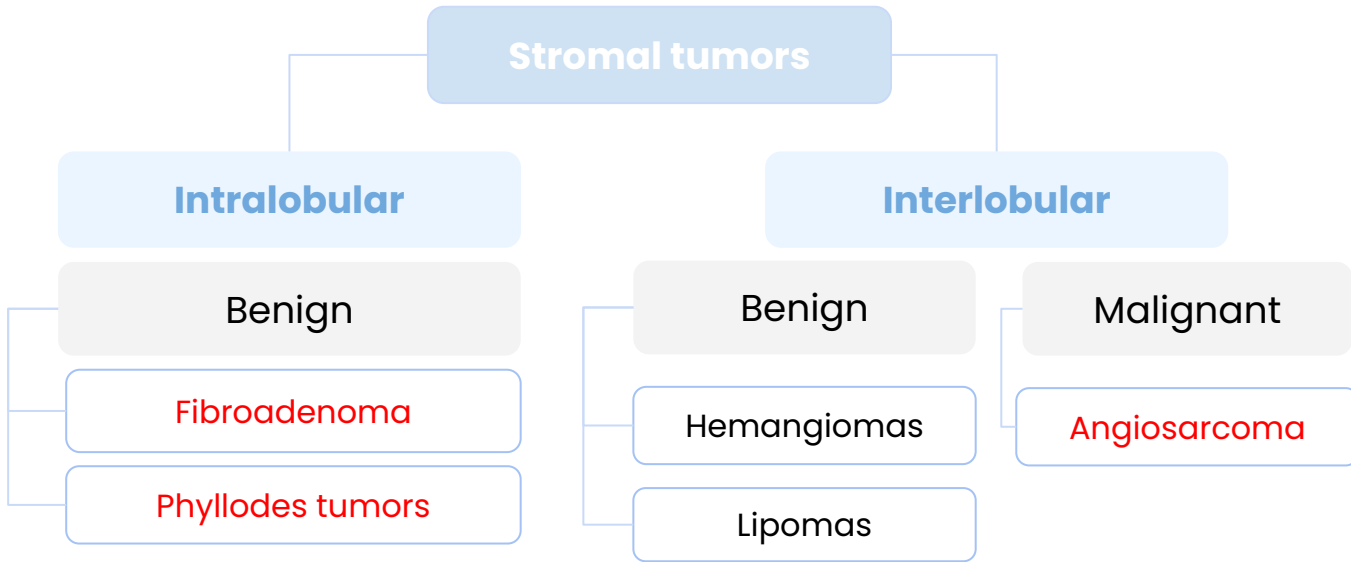 Stromal tumors
Intralobular
Interlobular
Benign
Benign
Malignant
Fibroadenoma
Hemangiomas
Angiosarcoma
Phyllodes tumors
Lipomas